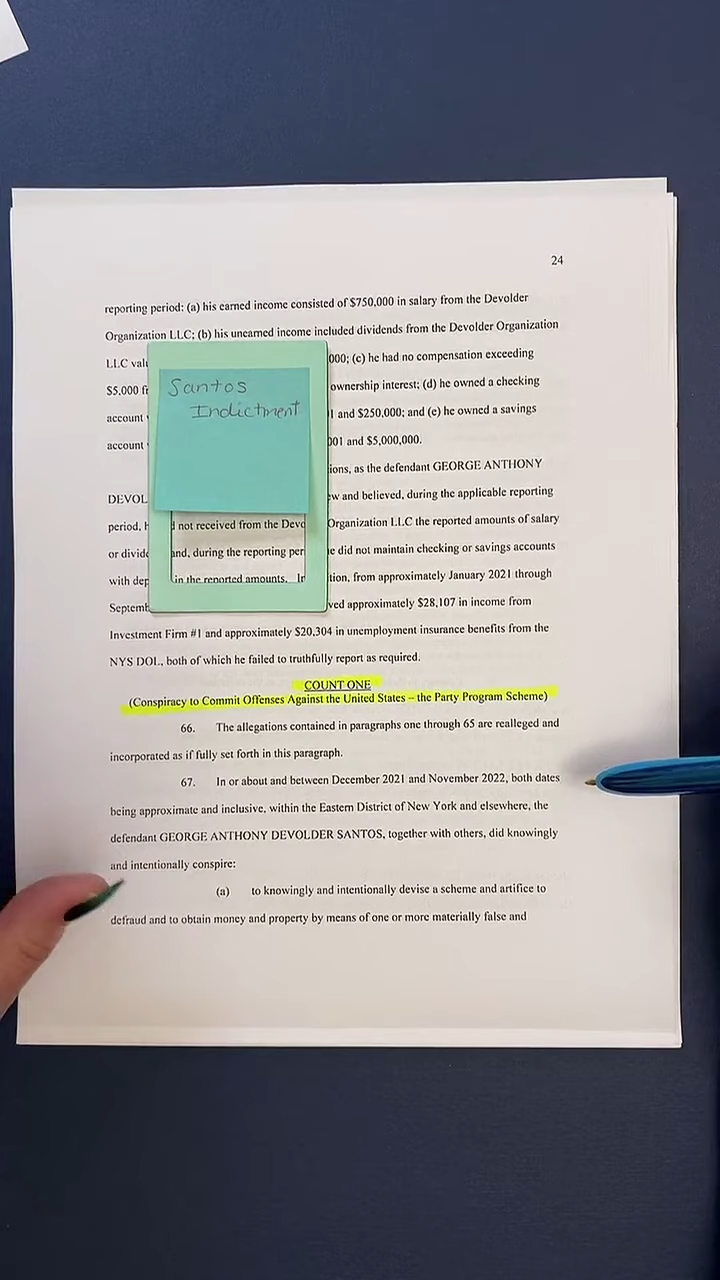 24
reporting period: (a) his earned income consisted of $750,000 in salary from the Devolder
Organization LLC; (b) his unearned income included dividends from the Devolder Organization
LLC 000; (c) he had no compensation exceeding
$5,000 ownership interest; (d) he owned a checking
account and $250,000; and (e) he owned a savings
account 001 and $5,000,000.
Santos
Indictment
as the defendant GEORGE ANTHONY
DEVOL and believed, during the applicable reporting
period, not received from the Organization LLC the reported amounts of salary
or and, during the reporting did not maintain checking or savings accounts
with in the reported amounts. from approximately January 2021 through
approximately $28,107 in income from
Investment Firm #1 and approximately $20,304 in unemployment insurance benefits from the
NYS DOL, both of which he failed to truthfully report as required.
COUNT ONE
(Conspiracy to Commit Offenses Against the United States – the Party Program Scheme)
66. The allegations contained in paragraphs one through 65 are realleged and
incorporated as if fully set forth in this paragraph.
67. In or about and between December 2021 and November 2022, both dates
being approximate and inclusive, within the Eastern District of New York and elsewhere, the
defendant GEORGE ANTHONY DEVOLDER SANTOS, together with others, did knowingly
and intentionally conspire:
(a) to knowingly and intentionally devise a scheme and artifice to
defraud and to obtain money and property by means of one or more materially false and